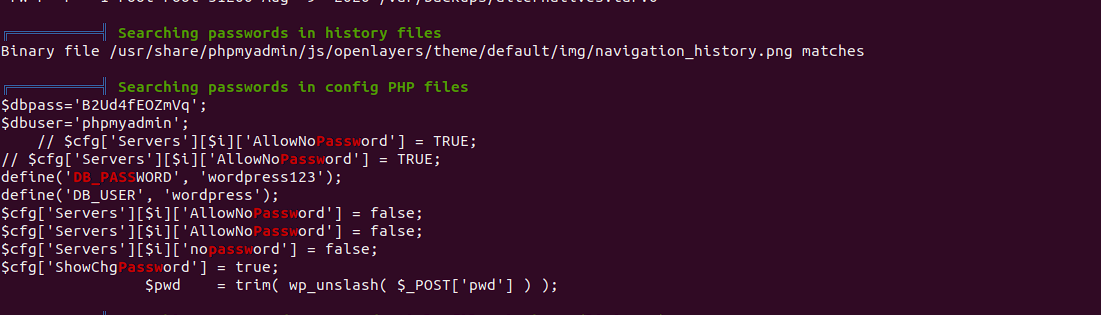 Searching passwords in history files
Binary file /usr/share/phpmyadmin/js/openlayers/theme/default/img/navigation_history.png matches
Searching passwords in config PHP files
$dbpass='B2Ud4fEOZmVq';
$dbuser='phpmyadmin';
// $cfg['Servers'][$i]['AllowNoPassword'] = TRUE;
// $cfg['Servers'][$i]['AllowNoPassword'] = TRUE;
define('DB_PASSWORD', 'wordpress123');
define('DB_USER', 'wordpress');
$cfg['Servers'][$i]['AllowNoPassword'] = false;
$cfg['Servers'][$i]['AllowNoPassword'] = false;
$cfg['Servers'][$i]['nopassword'] = false;
$cfg['ShowChgPassword'] = true;
$pwd = trim( wp_unslash( $_POST['pwd'] ) );